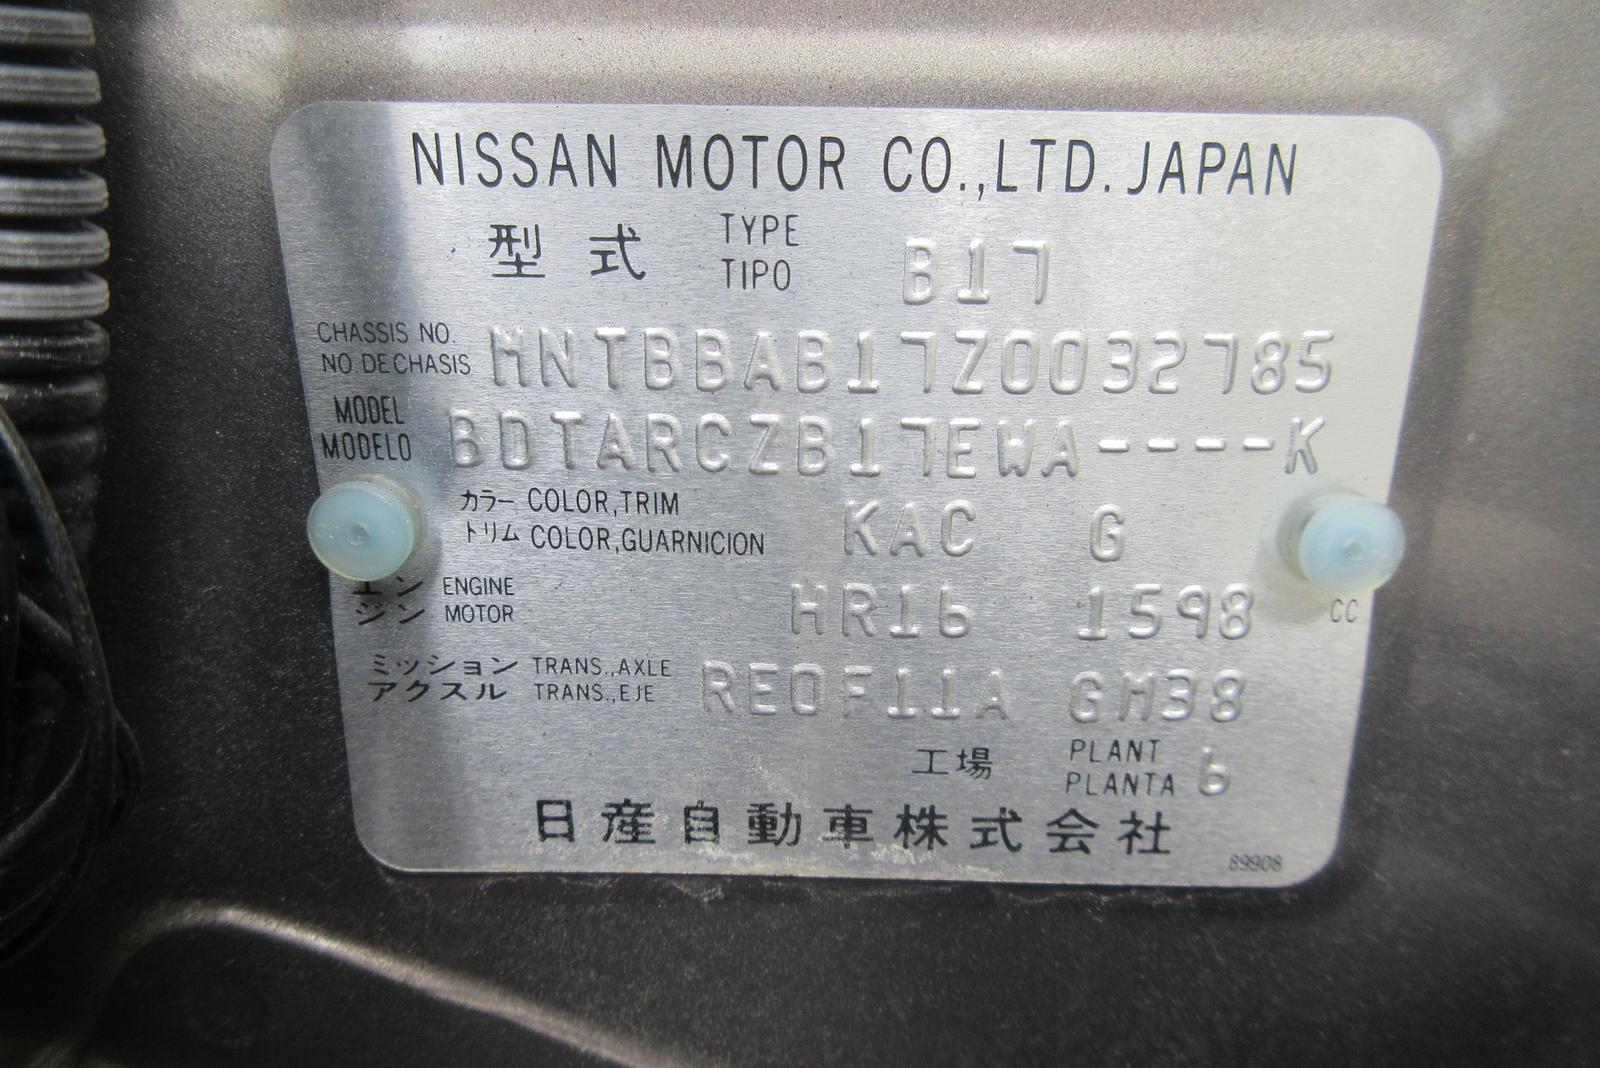 NISSAN MOTOR CO.,LTD. JAPAN
型式 TYPE TIPO B17
CHASSIS NO. NO. DE CHASIS MNTBBAB17Z0032785
MODEL MODELO BDTARCZB17EWA----K
カラー COLOR,TRIM
トリム COLOR,GUARNICION KAC G
エン ENGINE
ジン MOTOR HR16 1598 CC
ミッション TRANS.,AXLE
アクスル TRANS.,EJE RE0F11A GM38
工場 PLANT PLANTA 6
日産自動車株式会社
89908